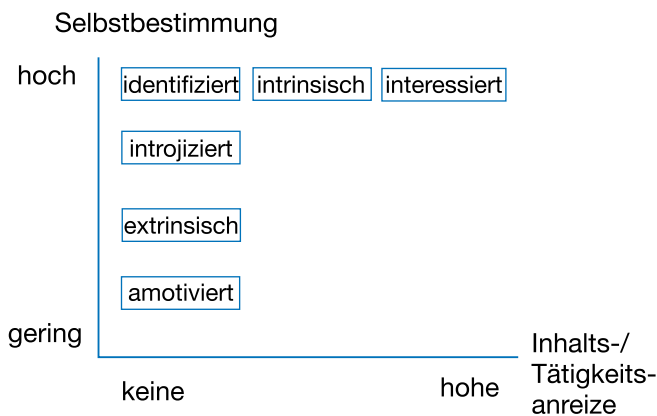 Selbstbestimmung
hoch
identifiziert intrinsisch interessiert
introjiziert
extrinsisch
amotiviert
gering
keine
hohe
Inhalts-/
Tätigkeits-
anreize